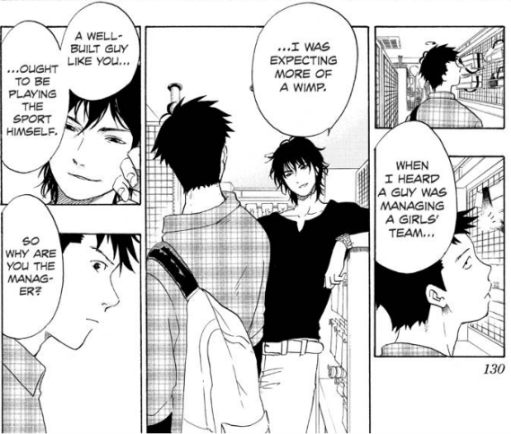 WHEN
I HEARD
A GUY WAS
MANAGING
A GIRLS'
TEAM...
...I WAS
EXPECTING
MORE OF
A WIMP.
A WELL-
BUILT GUY
LIKE YOU...
...OUGHT
TO BE
PLAYING
THE
SPORT
HIMSELF.
SO
WHY ARE
YOU THE
MANAG-
ER?
130